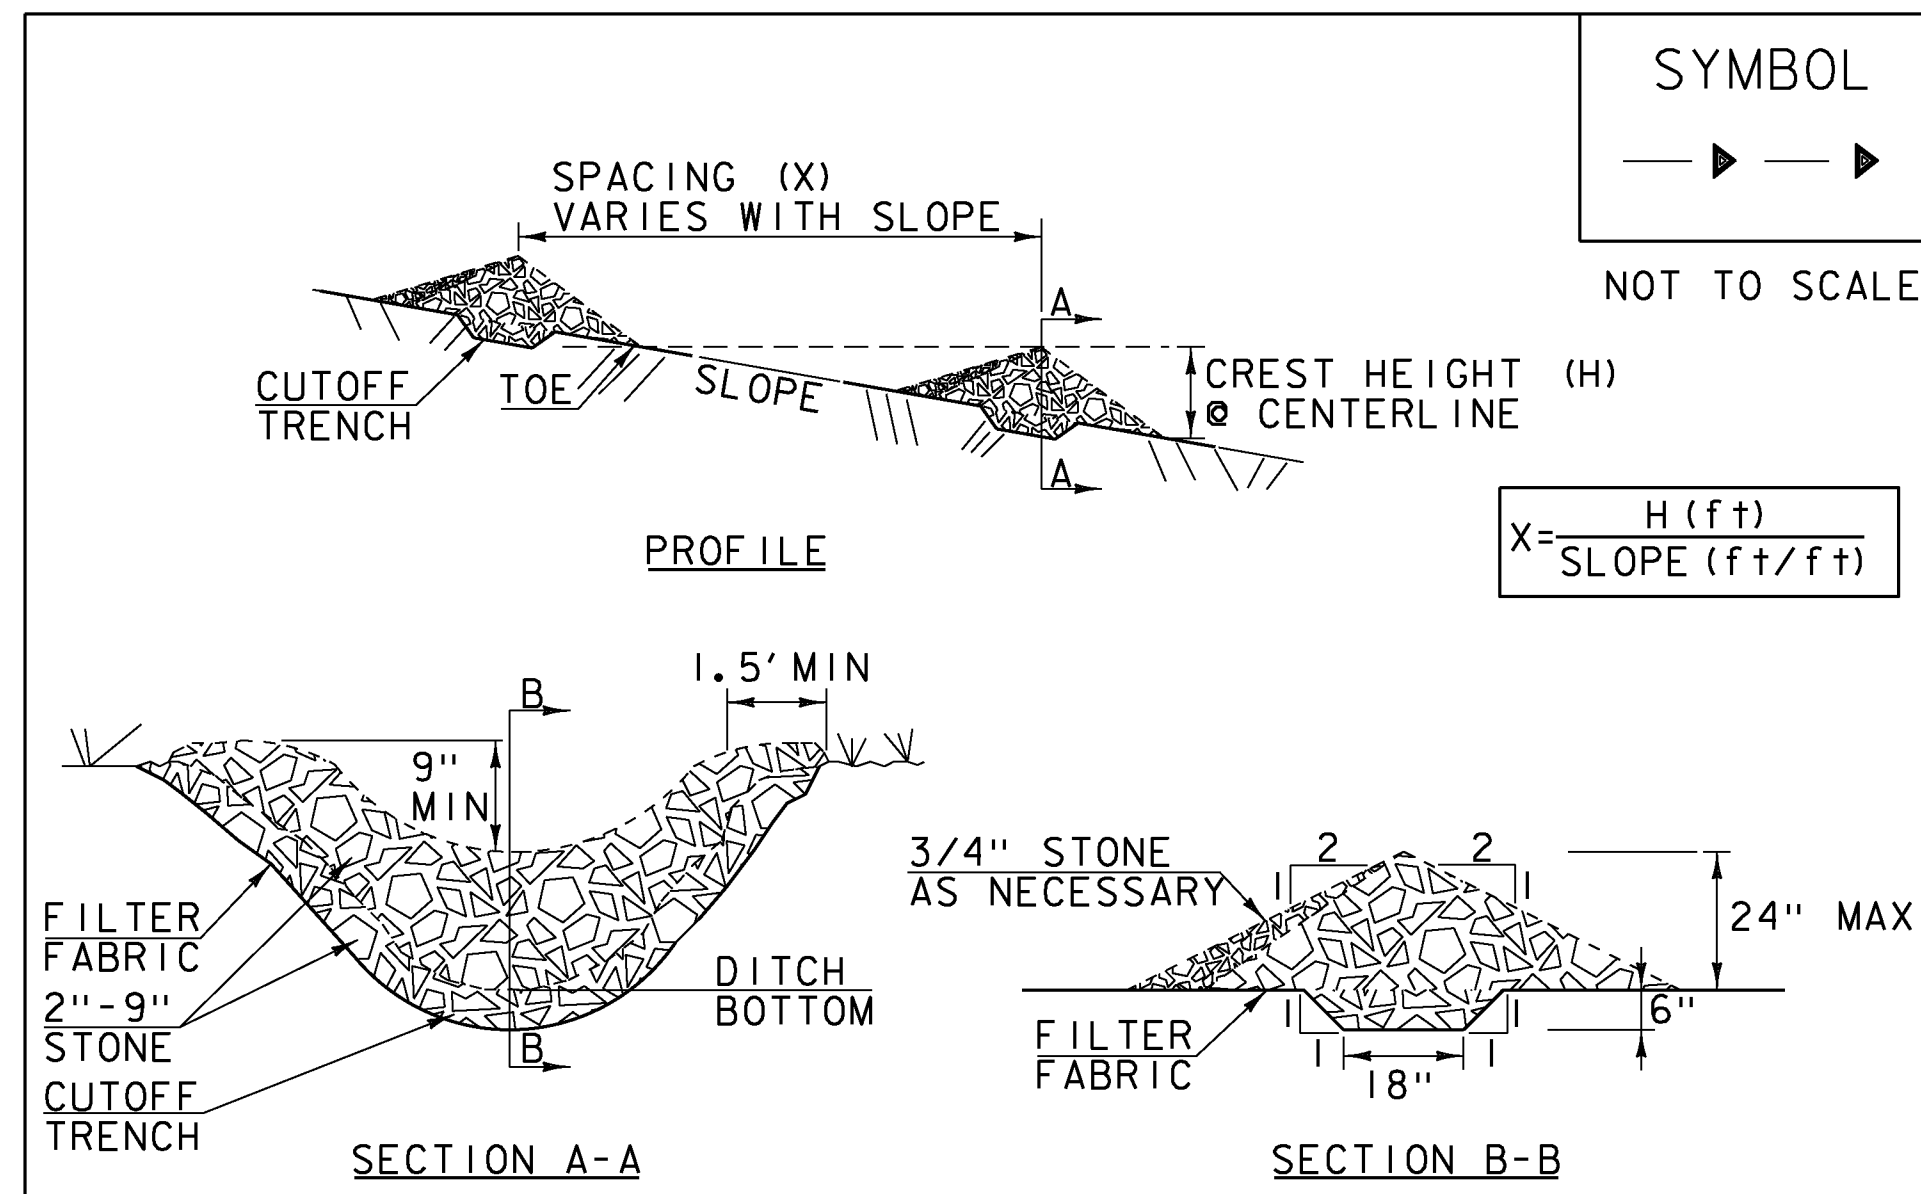 SYMBOL
NOT TO SCALE
SPACING (X)
VARIES WITH SLOPE
A
CUTOFF
TRENCH
TOE
SLOPE
CREST HEIGHT (H)
@ CENTERLINE
A
PROFILE
X=
H (ft)
SLOPE (ft/ft)
B
1.5' MIN
9"
MIN
FILTER
FABRIC
2"-9"
STONE
CUTOFF
TRENCH
DITCH
BOTTOM
B
SECTION A-A
3/4" STONE
AS NECESSARY
2
2
1
1
24" MAX
6"
FILTER
FABRIC
1
1
1
1
18"
SECTION B-B